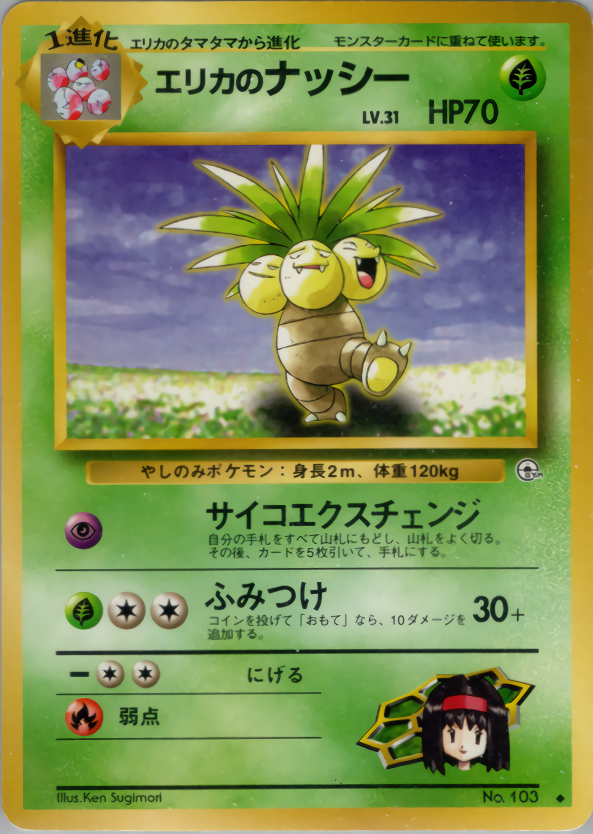 1進化
エリカのタマタマから進化
モンスターカードに重ねて使います。
エリカのナッシー
LV.31 HP70
やしのみポケモン：身長2m、体重120kg
GYM
サイコエクスチェンジ
自分の手札をすべて山札にもどし、山札をよく切る。
その後、カードを5枚引いて、手札にする。
ふみつけ 30+
コインを投げて「おもて」なら、10ダメージを
追加する。
にげる
弱点
Illus.Ken Sugimori
No. 103